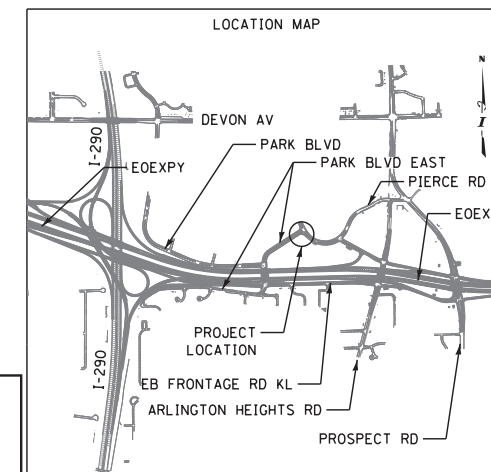 LOCATION MAP
N
DEVON AV
I-290
PARK BLVD
EOEXPY
PARK BLVD EAST
PIERCE RD
EOEX
PROJECT
LOCATION
I-290
EB FRONTAGE RD KL
ARLINGTON HEIGHTS RD
PROSPECT RD